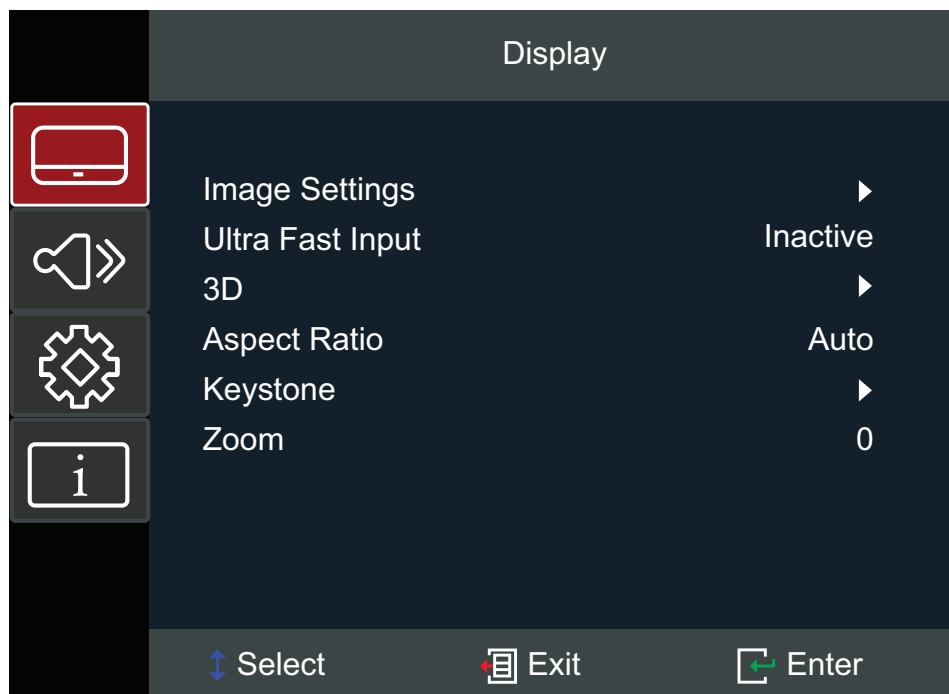 Display
Image Settings
Ultra Fast Input Inactive
3D
Aspect Ratio Auto
Keystone
Zoom 0
i
Select Exit Enter